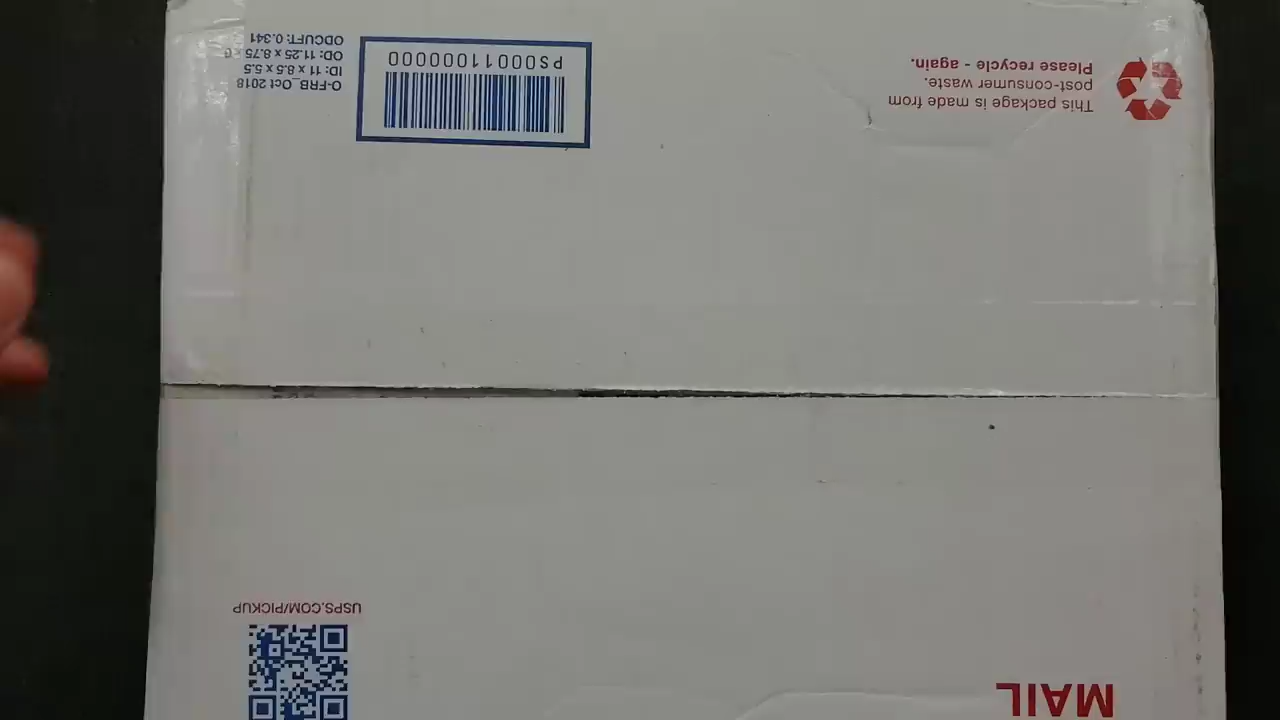 MAIL
USPS.COM/PICKUP
This package is made from
post-consumer waste.
Please recycle - again.
PS00011000000
O-FRB_Oct 2018
ID: 11 x 8.5 x 5.5
OD: 11.25 x 8.75 x 6
ODCUFT: 0.341